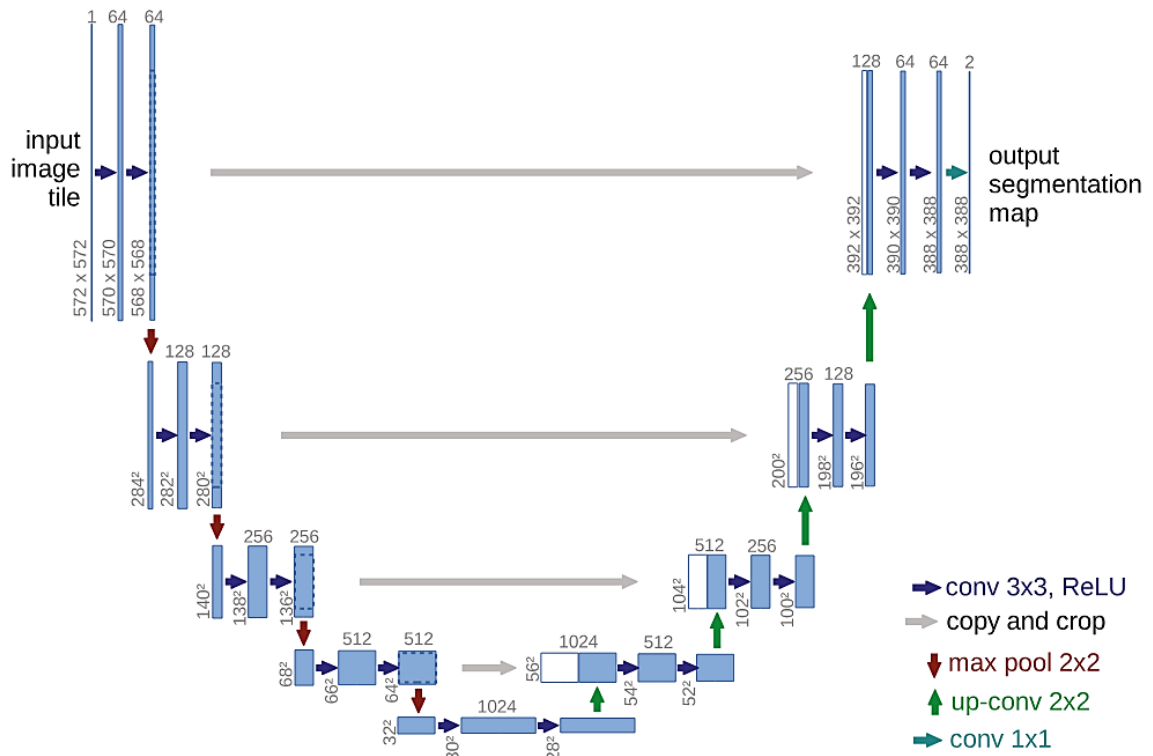 1 64 64
input
image
tile
572 x 572
570 x 570
568 x 568
128 64 64 2
output
segmentation
map
392 x 392
390 x 390
388 x 388
388 x 388
128 128
284²
282²
280²
256 128
200²
198²
196²
256 256
140²
138²
136²
512 256
104²
102²
100²
512 512
68²
66²
64²
1024 512
56²
54²
52²
1024
32²
30²
28²
conv 3x3, ReLU
copy and crop
max pool 2x2
up-conv 2x2
conv 1x1